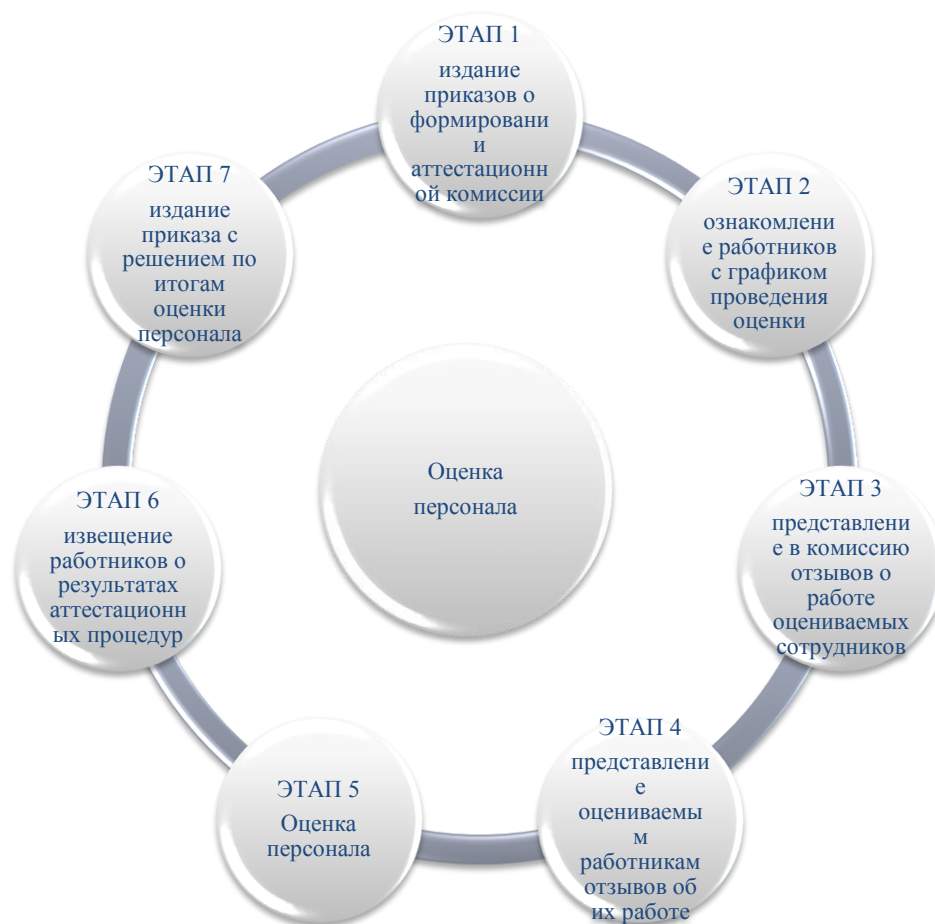 ЭТАП 1
издание
приказов о
формировани
и
аттестационн
ой комиссии
ЭТАП 2
ознакомлени
е работников
с графиком
проведения
оценки
ЭТАП 3
представлени
е в комиссию
отзывов о
работе
оцениваемых
сотрудников
ЭТАП 4
представлени
е
оцениваемы
м
работникам
отзывов об
их работе
ЭТАП 5
Оценка
персонала
ЭТАП 6
извещение
работников о
результатах
аттестационн
ых процедур
ЭТАП 7
издание
приказа с
решением по
итогам
оценки
персонала
Оценка
персонала